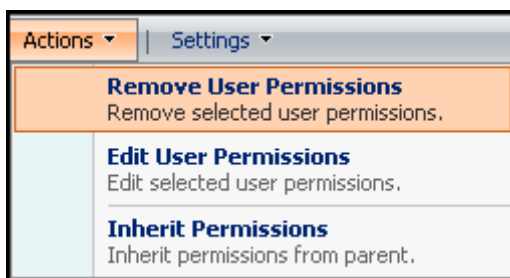 Actions | Settings
Remove User Permissions
Remove selected user permissions.
Edit User Permissions
Edit selected user permissions.
Inherit Permissions
Inherit permissions from parent.